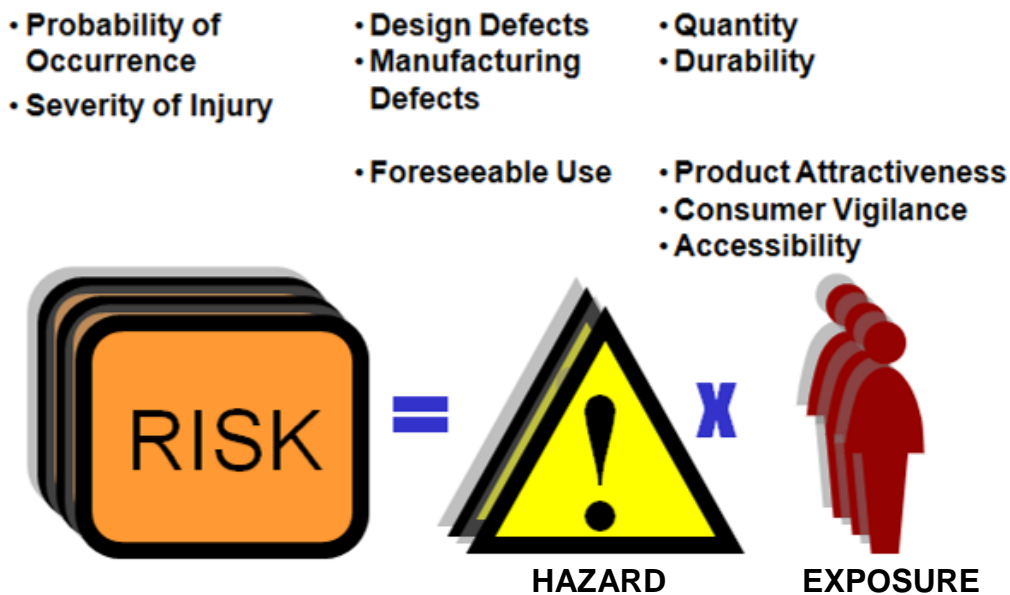 • Probability of
Occurrence
• Severity of Injury
• Design Defects
• Manufacturing
Defects
• Foreseeable Use
• Quantity
• Durability
• Product Attractiveness
• Consumer Vigilance
• Accessibility
RISK
=
!
X
HAZARD
EXPOSURE